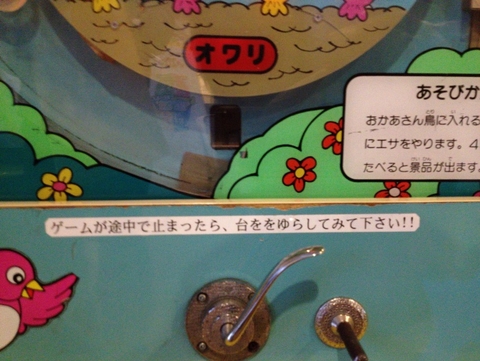 オワリ
あそびか
おかあさん鳥に入れる
にエサをやります。4
たべると景品が出ます。
ゲームが途中で止まったら、台ををゆらしてみて下さい!!